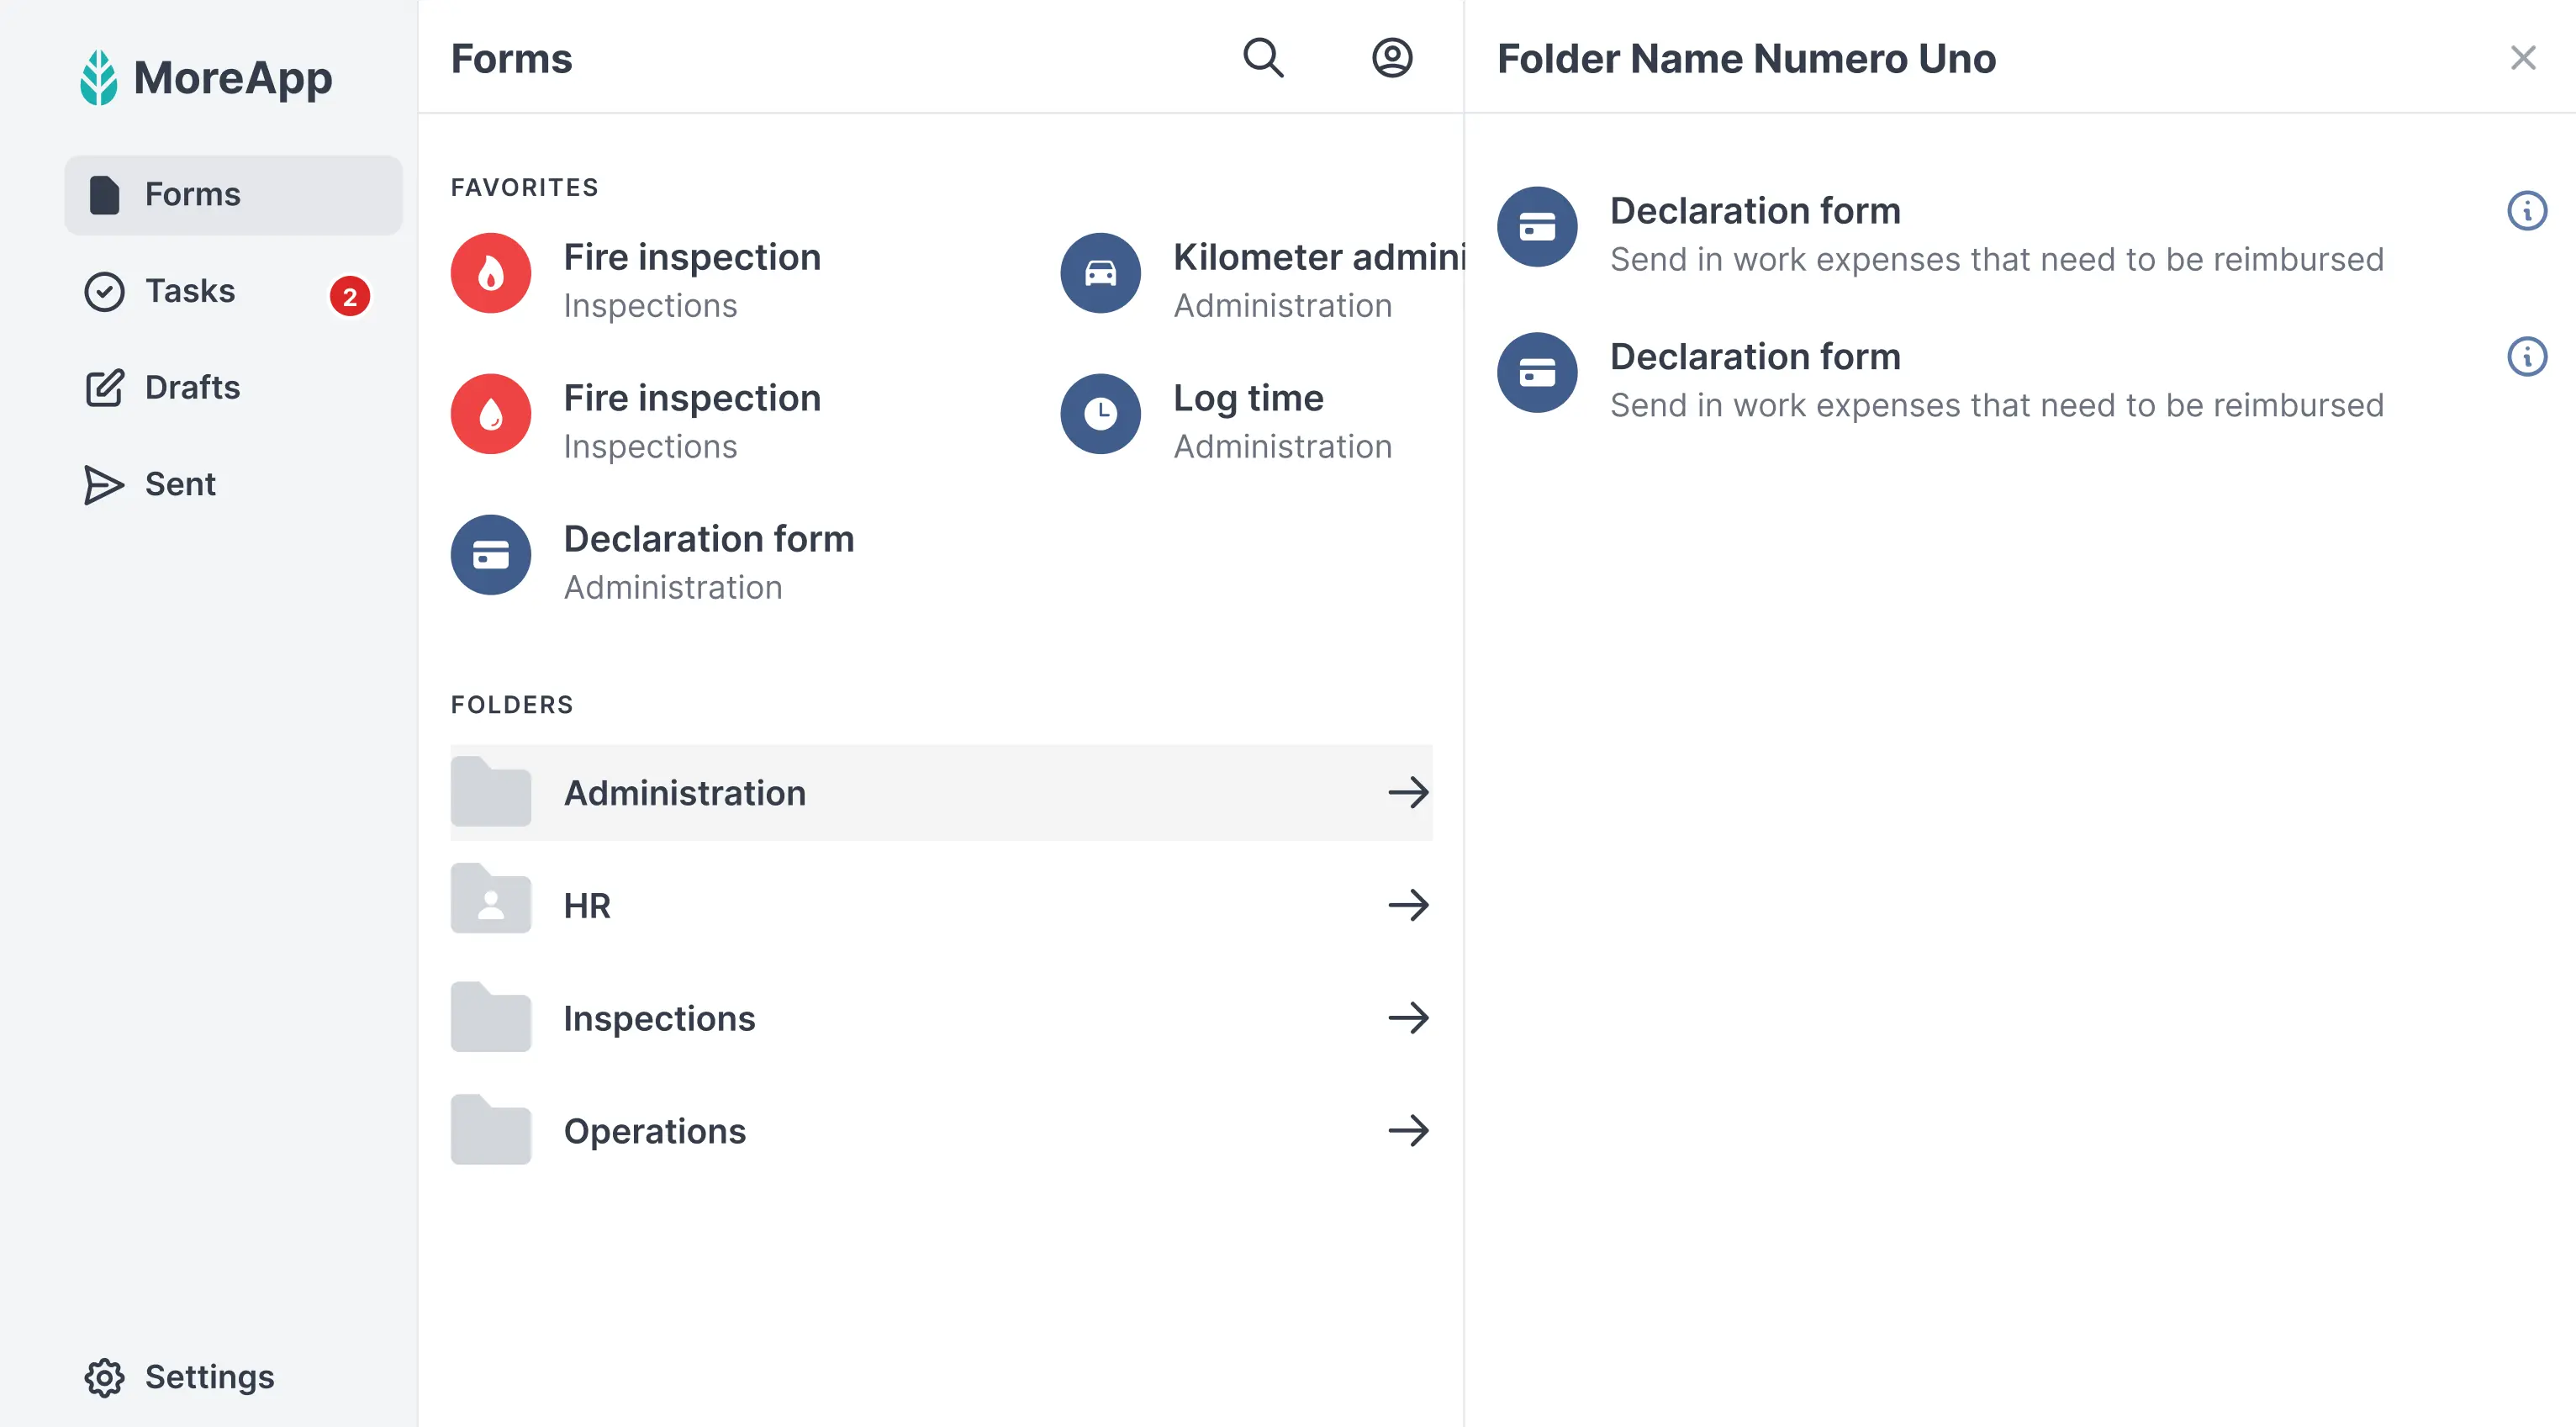 MoreApp
Forms
Tasks
2
Drafts
Sent
Settings
Forms
FAVORITES
Fire inspection
Inspections
Kilometer admini
Administration
Fire inspection
Inspections
Log time
Administration
Declaration form
Administration
FOLDERS
Administration
HR
Inspections
Operations
Folder Name Numero Uno
Declaration form
Send in work expenses that need to be reimbursed
Declaration form
Send in work expenses that need to be reimbursed